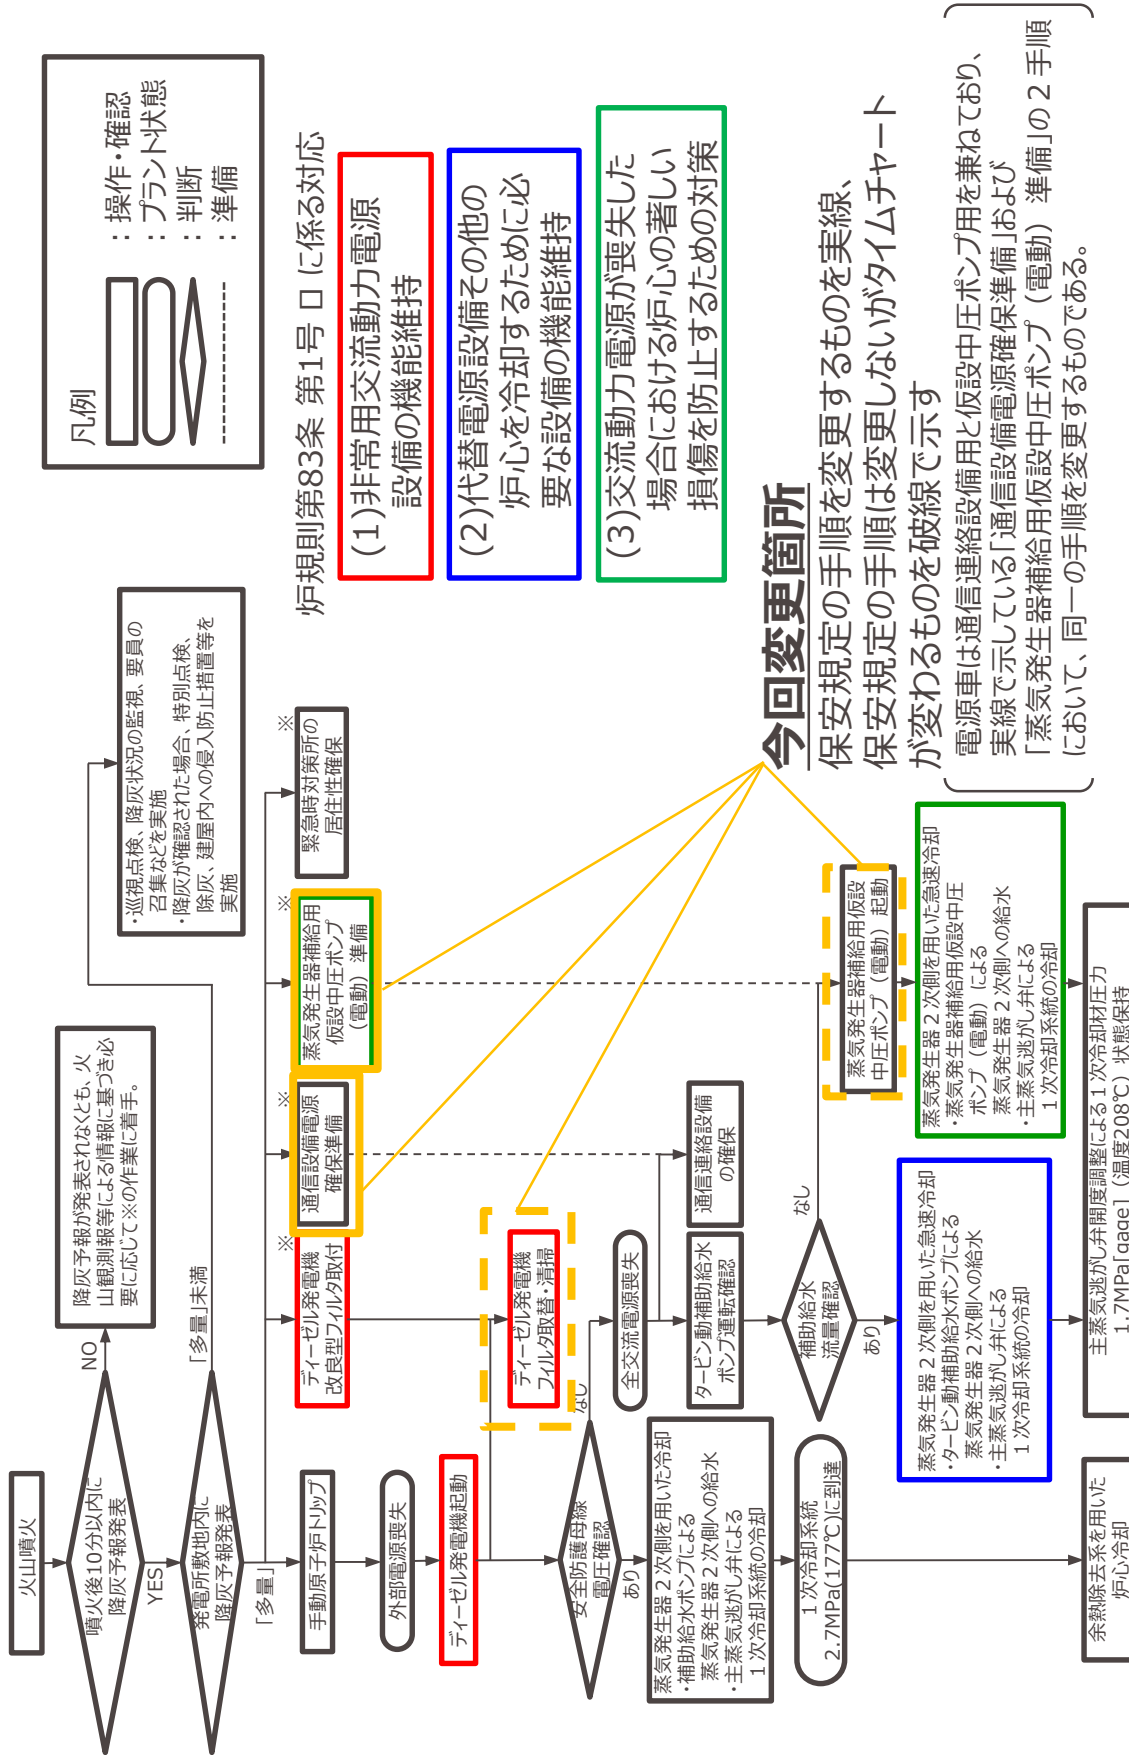 火山噴火
噴火後10分以内に
降灰予報発表
NO
YES
降灰予報が発表されなくとも、火
山観測報等による情報に基づき必
要に応じて※の作業に着手。
発電所敷地内に
降灰予報発表
「多量」未満
「多量」
・巡視点検、降灰状況の監視、要員の
召集などを実施
・降灰が確認された場合、特別点検、
除灰、建屋内への侵入防止措置等を
実施
手動原子炉トリップ
※
ディーゼル発電機
改良型フィルタ取付
※
通信設備電源
確保準備
※
蒸気発生器補給用
仮設中圧ポンプ
（電動）準備
※
緊急時対策所の
居住性確保
外部電源喪失
ディーゼル発電機起動
ディーゼル発電機
フィルタ取替・清掃
安全防護母線
電圧確認
なし
あり
全交流電源喪失
蒸気発生器２次側を用いた冷却
・補助給水ポンプによる
蒸気発生器２次側への給水
・主蒸気逃がし弁による
１次冷却系統の冷却
タービン動補助給水
ポンプ運転確認
通信連絡設備
の確保
補助給水
流量確認
なし
あり
１次冷却系統
2.7MPa(177℃)に到達
蒸気発生器補給用仮設
中圧ポンプ（電動）起動
蒸気発生器２次側を用いた急速冷却
・タービン動補助給水ポンプによる
蒸気発生器２次側への給水
・主蒸気逃がし弁による
１次冷却系統の冷却
蒸気発生器２次側を用いた急速冷却
・蒸気発生器補給用仮設中圧
ポンプ（電動）による
蒸気発生器２次側への給水
・主蒸気逃がし弁による
１次冷却系統の冷却
余熱除去系を用いた
炉心冷却
主蒸気逃がし弁開度調整による１次冷却材圧力
1.7MPa[gage]（温度208℃）状態保持
凡例
：操作・確認
：プラント状態
：判断
：準備
炉規則第83条 第1号 ロ に係る対応
(1)非常用交流動力電源
設備の機能維持
(2)代替電源設備その他の
炉心を冷却するために必
要な設備の機能維持
(3)交流動力電源が喪失した
場合における炉心の著しい
損傷を防止するための対策
今回変更箇所
保安規定の手順を変更するものを実線、
保安規定の手順は変更しないがタイムチャート
が変わるものを破線で示す
電源車は通信連絡設備用と仮設中圧ポンプ用を兼ねており、
実線で示している「通信設備電源確保準備」および
「蒸気発生器補給用仮設中圧ポンプ（電動） 準備」の２手順
において、同一の手順を変更するものである。